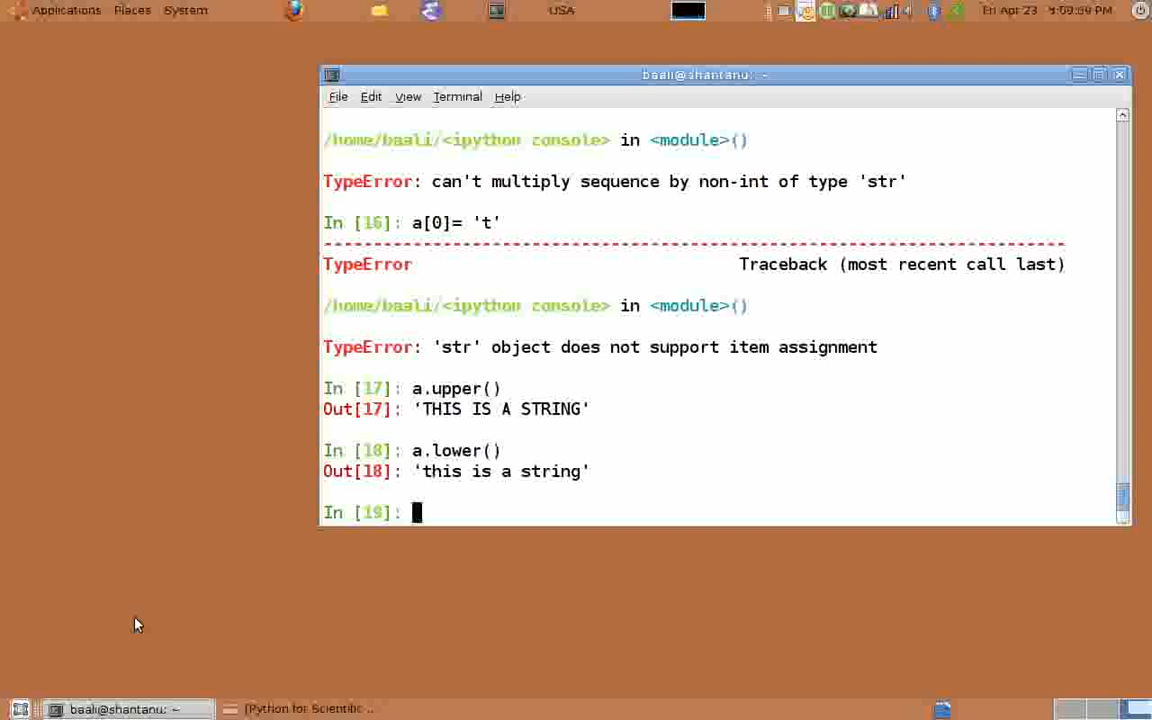 Applications Places System USA Fri Apr 23
baali@shantanu: ~
File Edit View Terminal Help
/home/baali/<ipython console> in <module>()
TypeError: can't multiply sequence by non-int of type 'str'
In [16]: a[0]= 't'
TypeError Traceback (most recent call last)
/home/baali/<ipython console> in <module>()
TypeError: 'str' object does not support item assignment
In [17]: a.upper()
Out[17]: 'THIS IS A STRING'
In [18]: a.lower()
Out[18]: 'this is a string'
In [19]:
baali@shantanu: ~ [Python for Scientific ...